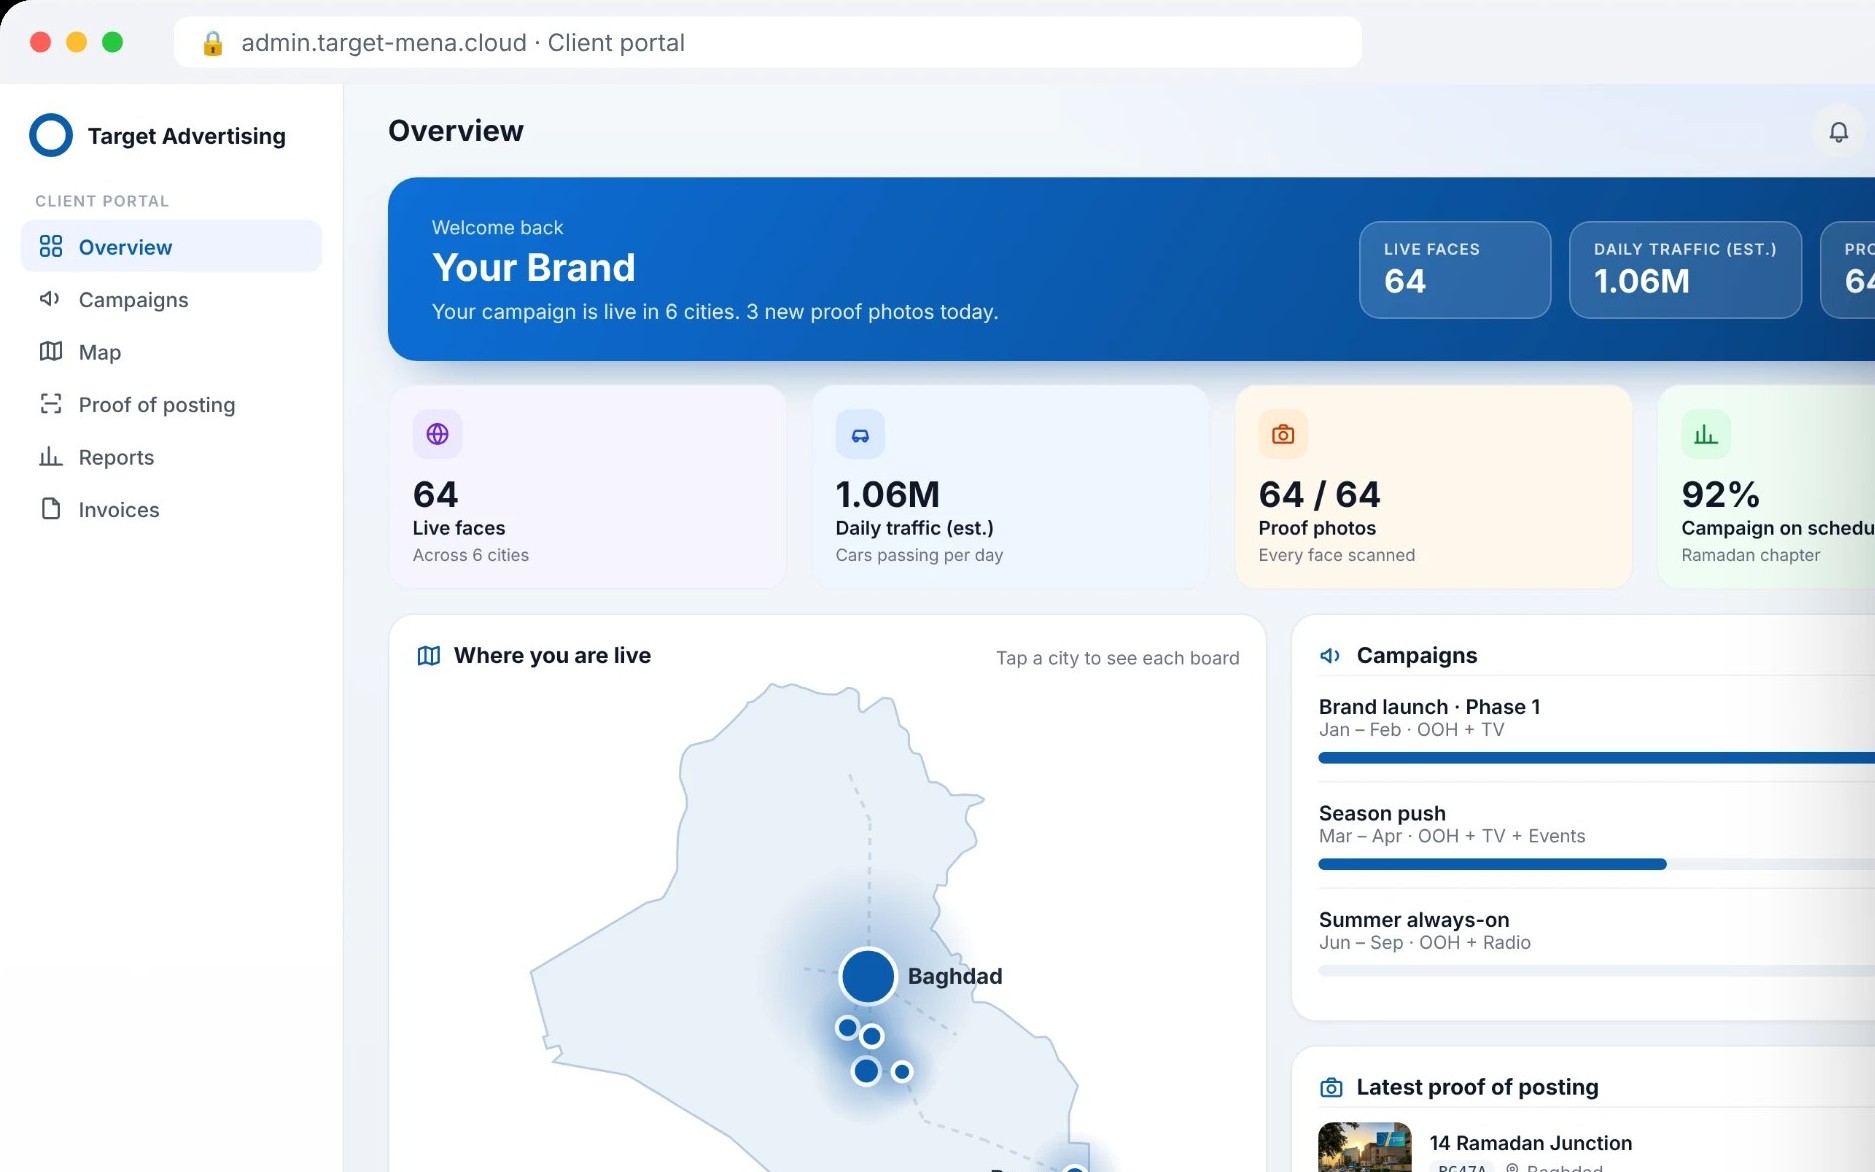 admin.target-mena.cloud · Client portal
Target Advertising
CLIENT PORTAL
Overview
Campaigns
Map
Proof of posting
Reports
Invoices
Overview
Welcome back
Your Brand
Your campaign is live in 6 cities. 3 new proof photos today.
LIVE FACES
64
DAILY TRAFFIC (EST.)
1.06M
64
Live faces
Across 6 cities
1.06M
Daily traffic (est.)
Cars passing per day
64 / 64
Proof photos
Every face scanned
92%
Campaign on
Ramadan chapter
Where you are live
Tap a city to see each board
Baghdad
Campaigns
Brand launch · Phase 1
Jan – Feb · OOH + TV
Season push
Mar – Apr · OOH + TV + Events
Summer always-on
Jun – Sep · OOH + Radio
Latest proof of posting
14 Ramadan Junction
Baghdad